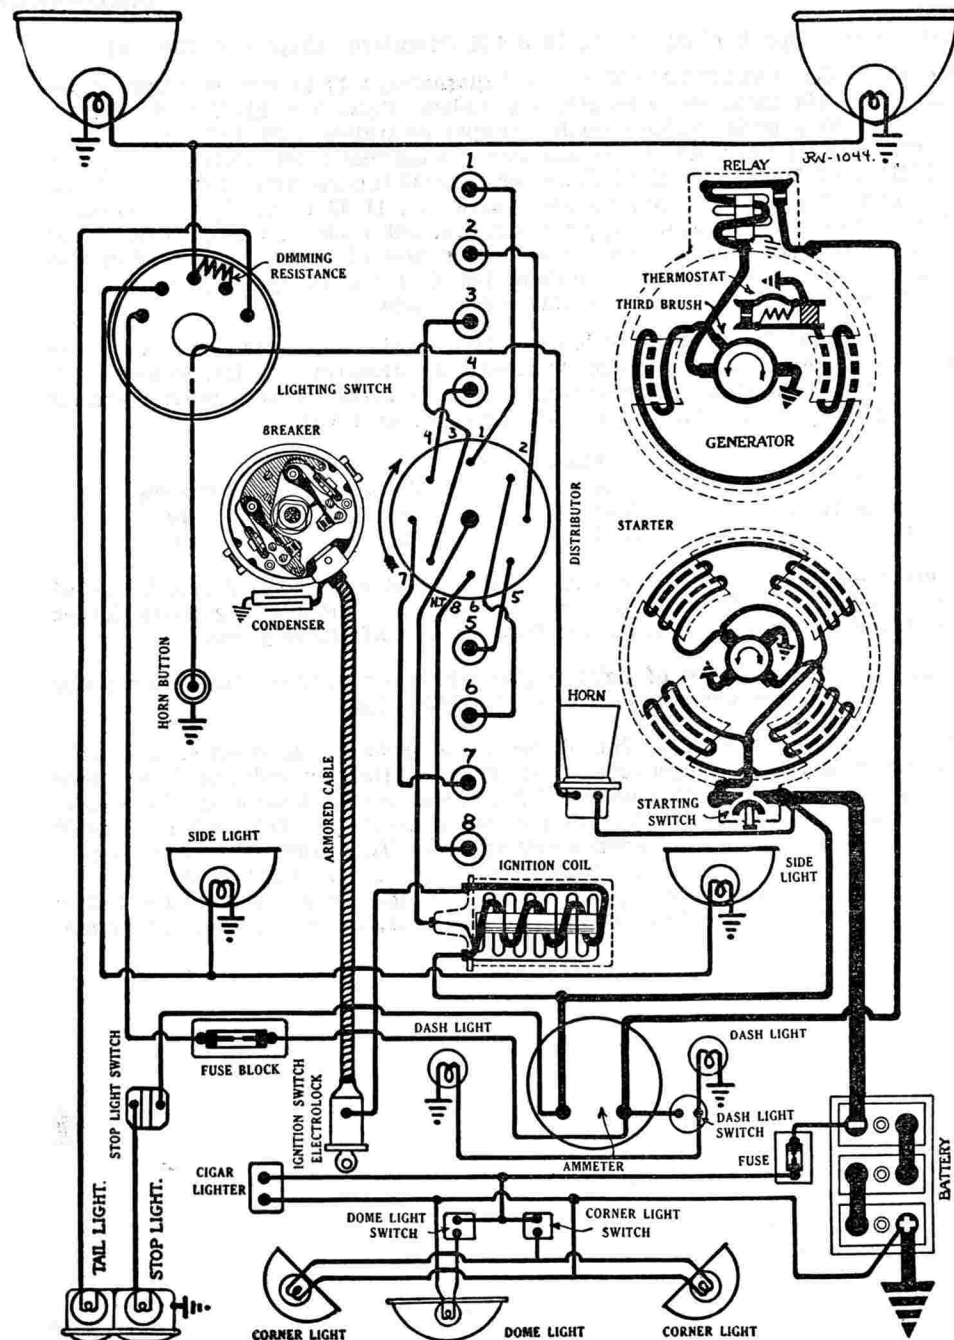 JW-1044.
RELAY
1
2
3
4
DIMMING
RESISTANCE
THERMOSTAT
THIRD BRUSH
LIGHTING SWITCH
GENERATOR
BREAKER
4
3
1
2
DISTRIBUTOR
STARTER
7
H.T.
8
6
5
CONDENSER
5
6
7
8
HORN BUTTON
HORN
ARMORED CABLE
STARTING
SWITCH
SIDE LIGHT
IGNITION COIL
SIDE
LIGHT
STOP LIGHT SWITCH
FUSE BLOCK
DASH LIGHT
DASH LIGHT
IGNITION SWITCH
ELECTROLOCK
AMMETER
DASH LIGHT
SWITCH
FUSE
BATTERY
CIGAR
LIGHTER
DOME LIGHT
SWITCH
CORNER LIGHT
SWITCH
TAIL LIGHT.
STOP LIGHT.
CORNER LIGHT
DOME LIGHT
CORNER LIGHT